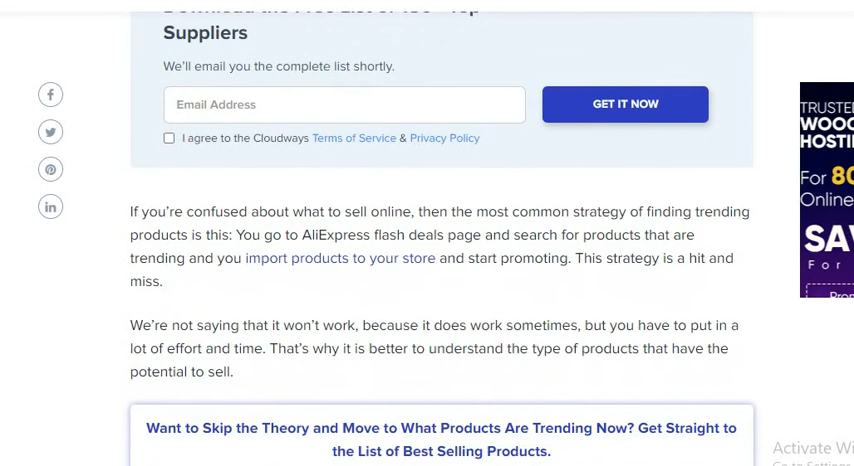 Suppliers
We'll email you the complete list shortly.
Email Address
GET IT NOW
I agree to the Cloudways Terms of Service & Privacy Policy
If you're confused about what to sell online, then the most common strategy of finding trending
products is this: You go to AliExpress flash deals page and search for products that are
trending and you import products to your store and start promoting. This strategy is a hit and
miss.
We're not saying that it won't work, because it does work sometimes, but you have to put in a
lot of effort and time. That's why it is better to understand the type of products that have the
potential to sell.
Want to Skip the Theory and Move to What Products Are Trending Now? Get Straight to
the List of Best Selling Products.
TRUSTE
WOOC
HOSTI
For 80
Online
SAV
For
Activate Wi